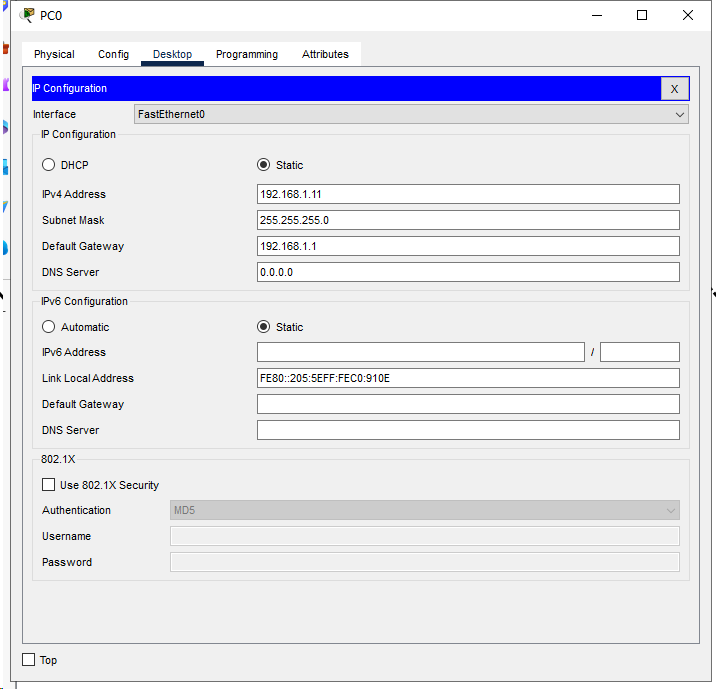 PC0
Physical Config Desktop Programming Attributes
IP Configuration X
Interface FastEthernet0
IP Configuration
DHCP Static
IPv4 Address 192.168.1.11
Subnet Mask 255.255.255.0
Default Gateway 192.168.1.1
DNS Server 0.0.0.0
IPv6 Configuration
Automatic Static
IPv6 Address /
Link Local Address FE80::205:5EFF:FEC0:910E
Default Gateway
DNS Server
802.1X
Use 802.1X Security
Authentication MD5
Username
Password
Top